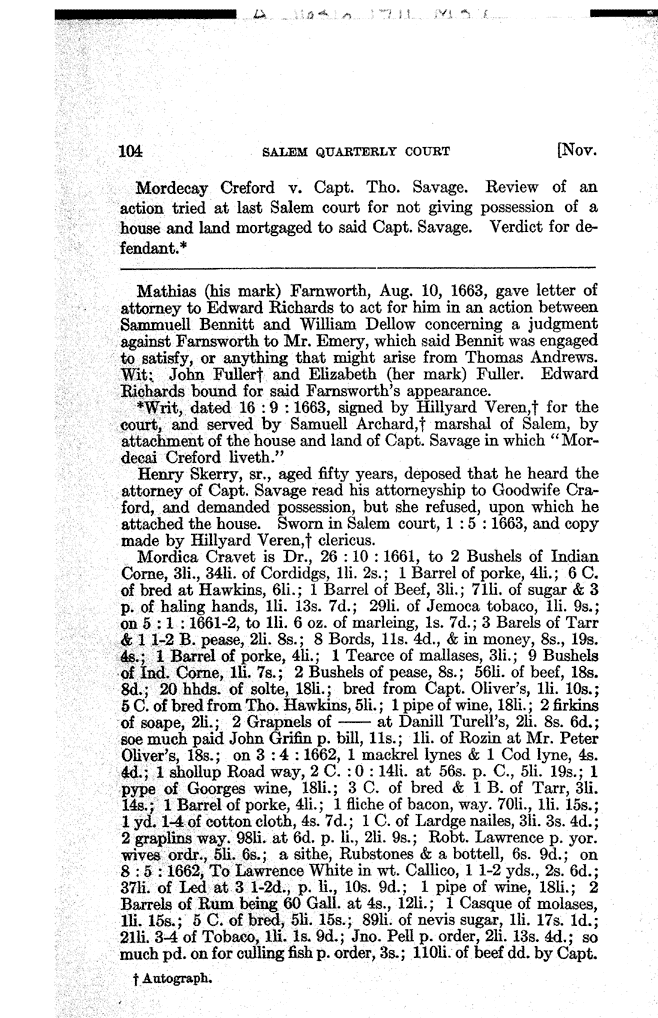 104 SALEM QUARTERLY COURT [Nov.
Mordecay Creford v. Capt. Tho. Savage. Review of an
action tried at last Salem court for not giving possession of a
house and land mortgaged to said Capt. Savage. Verdict for de-
fendant.*
Mathias (his mark) Farnworth, Aug. 10, 1663, gave letter of
attorney to Edward Richards to act for him in an action between
Sammuell Bennitt and William Dellow concerning a judgment
against Farnsworth to Mr. Emery, which said Bennit was engaged
to satisfy, or anything that might arise from Thomas Andrews.
Wit: John Fuller† and Elizabeth (her mark) Fuller. Edward
Richards bound for said Farnsworth's appearance.
*Writ, dated 16 : 9 : 1663, signed by Hillyard Veren,† for the
court, and served by Samuell Archard,† marshal of Salem, by
attachment of the house and land of Capt. Savage in which "Mor-
decai Creford liveth."
Henry Skerry, sr., aged fifty years, deposed that he heard the
attorney of Capt. Savage read his attorneyship to Goodwife Cra-
ford, and demanded possession, but she refused, upon which he
attached the house. Sworn in Salem court, 1 : 5 : 1663, and copy
made by Hillyard Veren,† clericus.
Mordica Cravet is Dr., 26 : 10 : 1661, to 2 Bushels of Indian
Corne, 3li., 34li. of Cordidgs, 1li. 2s.; 1 Barrel of porke, 4li.; 6 C.
of bred at Hawkins, 6li.; 1 Barrel of Beef, 3li.; 71li. of sugar & 3
p. of haling hands, 1li. 13s. 7d.; 29li. of Jemoca tobaco, 1li. 9s.;
on 5 : 1 : 1661-2, to 1li. 6 oz. of marleing, 1s. 7d.; 3 Barels of Tarr
& 1 1-2 B. pease, 2li. 8s.; 8 Bords, 11s. 4d., & in money, 8s., 19s.
4s.; 1 Barrel of porke, 4li.; 1 Tearce of mallases, 3li.; 9 Bushels
of Ind. Corne, 1li. 7s.; 2 Bushels of pease, 8s.; 56li. of beef, 18s.
8d.; 20 hhds. of solte, 18li.; bred from Capt. Oliver's, 1li. 10s.;
5 C. of bred from Tho. Hawkins, 5li.; 1 pipe of wine, 18li.; 2 firkins
of soape, 2li.; 2 Grapnels of —— at Danill Turell's, 2li. 8s. 6d.;
soe much paid John Grifin p. bill, 11s.; 1li. of Rozin at Mr. Peter
Oliver's, 18s.; on 3 : 4 : 1662, 1 mackrel lynes & 1 Cod lyne, 4s.
4d.; 1 shollup Road way, 2 C. : 0 : 14li. at 56s. p. C., 5li. 19s.; 1
pype of Goorges wine, 18li.; 3 C. of bred & 1 B. of Tarr, 3li.
14s.; 1 Barrel of porke, 4li.; 1 fliche of bacon, way. 70li., 1li. 15s.;
1 yd. 1-4 of cotton cloth, 4s. 7d.; 1 C. of Lardge nailes, 3li. 3s. 4d.;
2 graplins way. 98li. at 6d. p. li., 2li. 9s.; Robt. Lawrence p. yor.
wives ordr., 5li. 6s.; a sithe, Rubstones & a bottell, 6s. 9d.; on
8 : 5 : 1662, To Lawrence White in wt. Callico, 1 1-2 yds., 2s. 6d.;
37li. of Led at 3 1-2d., p. li., 10s. 9d.; 1 pipe of wine, 18li.; 2
Barrels of Rum being 60 Gall. at 4s., 12li.; 1 Casque of molases,
1li. 15s.; 5 C. of bred, 5li. 15s.; 89li. of nevis sugar, 1li. 17s. 1d.;
21li. 3-4 of Tobaco, 1li. 1s. 9d.; Jno. Pell p. order, 2li. 13s. 4d.; so
much pd. on for culling fish p. order, 3s.; 110li. of beef dd. by Capt.
† Autograph.